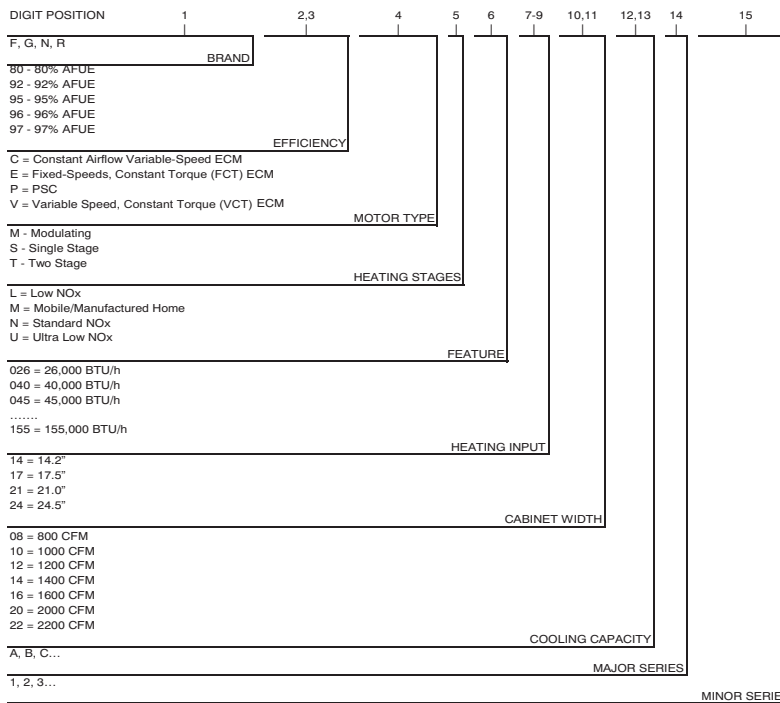 DIGIT POSITION 1 2,3 4 5 6 7-9 10,11 12,13 14 15
F, G, N, R
BRAND
80 - 80% AFUE
92 - 92% AFUE
95 - 95% AFUE
96 - 96% AFUE
97 - 97% AFUE
EFFICIENCY
C = Constant Airflow Variable-Speed ECM
E = Fixed-Speeds, Constant Torque (FCT) ECM
P = PSC
V = Variable Speed, Constant Torque (VCT) ECM
MOTOR TYPE
M - Modulating
S - Single Stage
T - Two Stage
HEATING STAGES
L = Low NOx
M = Mobile/Manufactured Home
N = Standard NOx
U = Ultra Low NOx
FEATURE
026 = 26,000 BTU/h
040 = 40,000 BTU/h
045 = 45,000 BTU/h
.......
155 = 155,000 BTU/h
HEATING INPUT
14 = 14.2”
17 = 17.5”
21 = 21.0”
24 = 24.5”
CABINET WIDTH
08 = 800 CFM
10 = 1000 CFM
12 = 1200 CFM
14 = 1400 CFM
16 = 1600 CFM
20 = 2000 CFM
22 = 2200 CFM
COOLING CAPACITY
A, B, C…
MAJOR SERIES
1, 2, 3…
MINOR SERIE